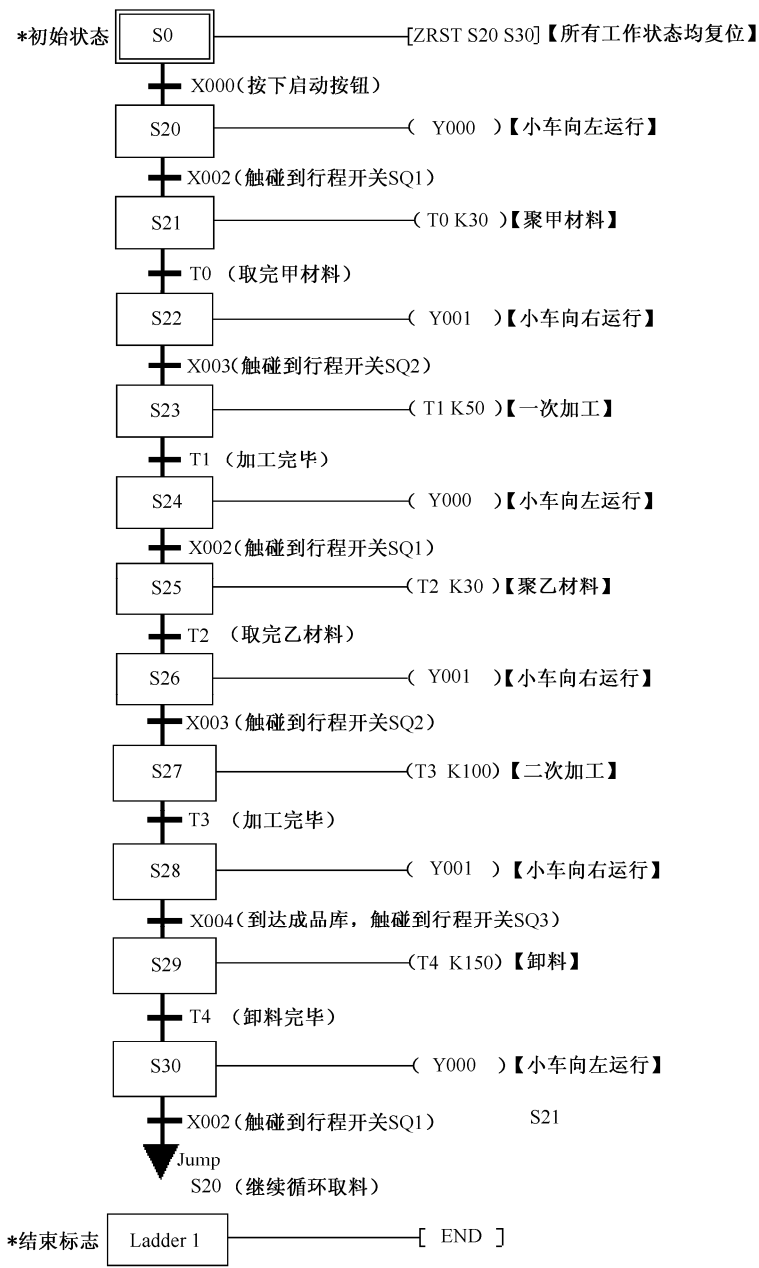 *初始状态 S0 [ZRST S20 S30]【所有工作状态均复位】
X000(按下启动按钮)
S20 ( Y000 )【小车向左运行】
X002(触碰到行程开关SQ1)
S21 ( T0 K30 )【聚甲材料】
T0 (取完甲材料)
S22 ( Y001 )【小车向右运行】
X003(触碰到行程开关SQ2)
S23 ( T1 K50 )【一次加工】
T1 (加工完毕)
S24 ( Y000 )【小车向左运行】
X002(触碰到行程开关SQ1)
S25 (T2 K30 )【聚乙材料】
T2 (取完乙材料)
S26 ( Y001 )【小车向右运行】
X003(触碰到行程开关SQ2)
S27 (T3 K100)【二次加工】
T3 (加工完毕)
S28 ( Y001 )【小车向右运行】
X004(到达成品库，触碰到行程开关SQ3)
S29 (T4 K150)【卸料】
T4 (卸料完毕)
S30 ( Y000 )【小车向左运行】
X002(触碰到行程开关SQ1) S21
Jump
S20 (继续循环取料)
*结束标志 Ladder 1 [ END ]